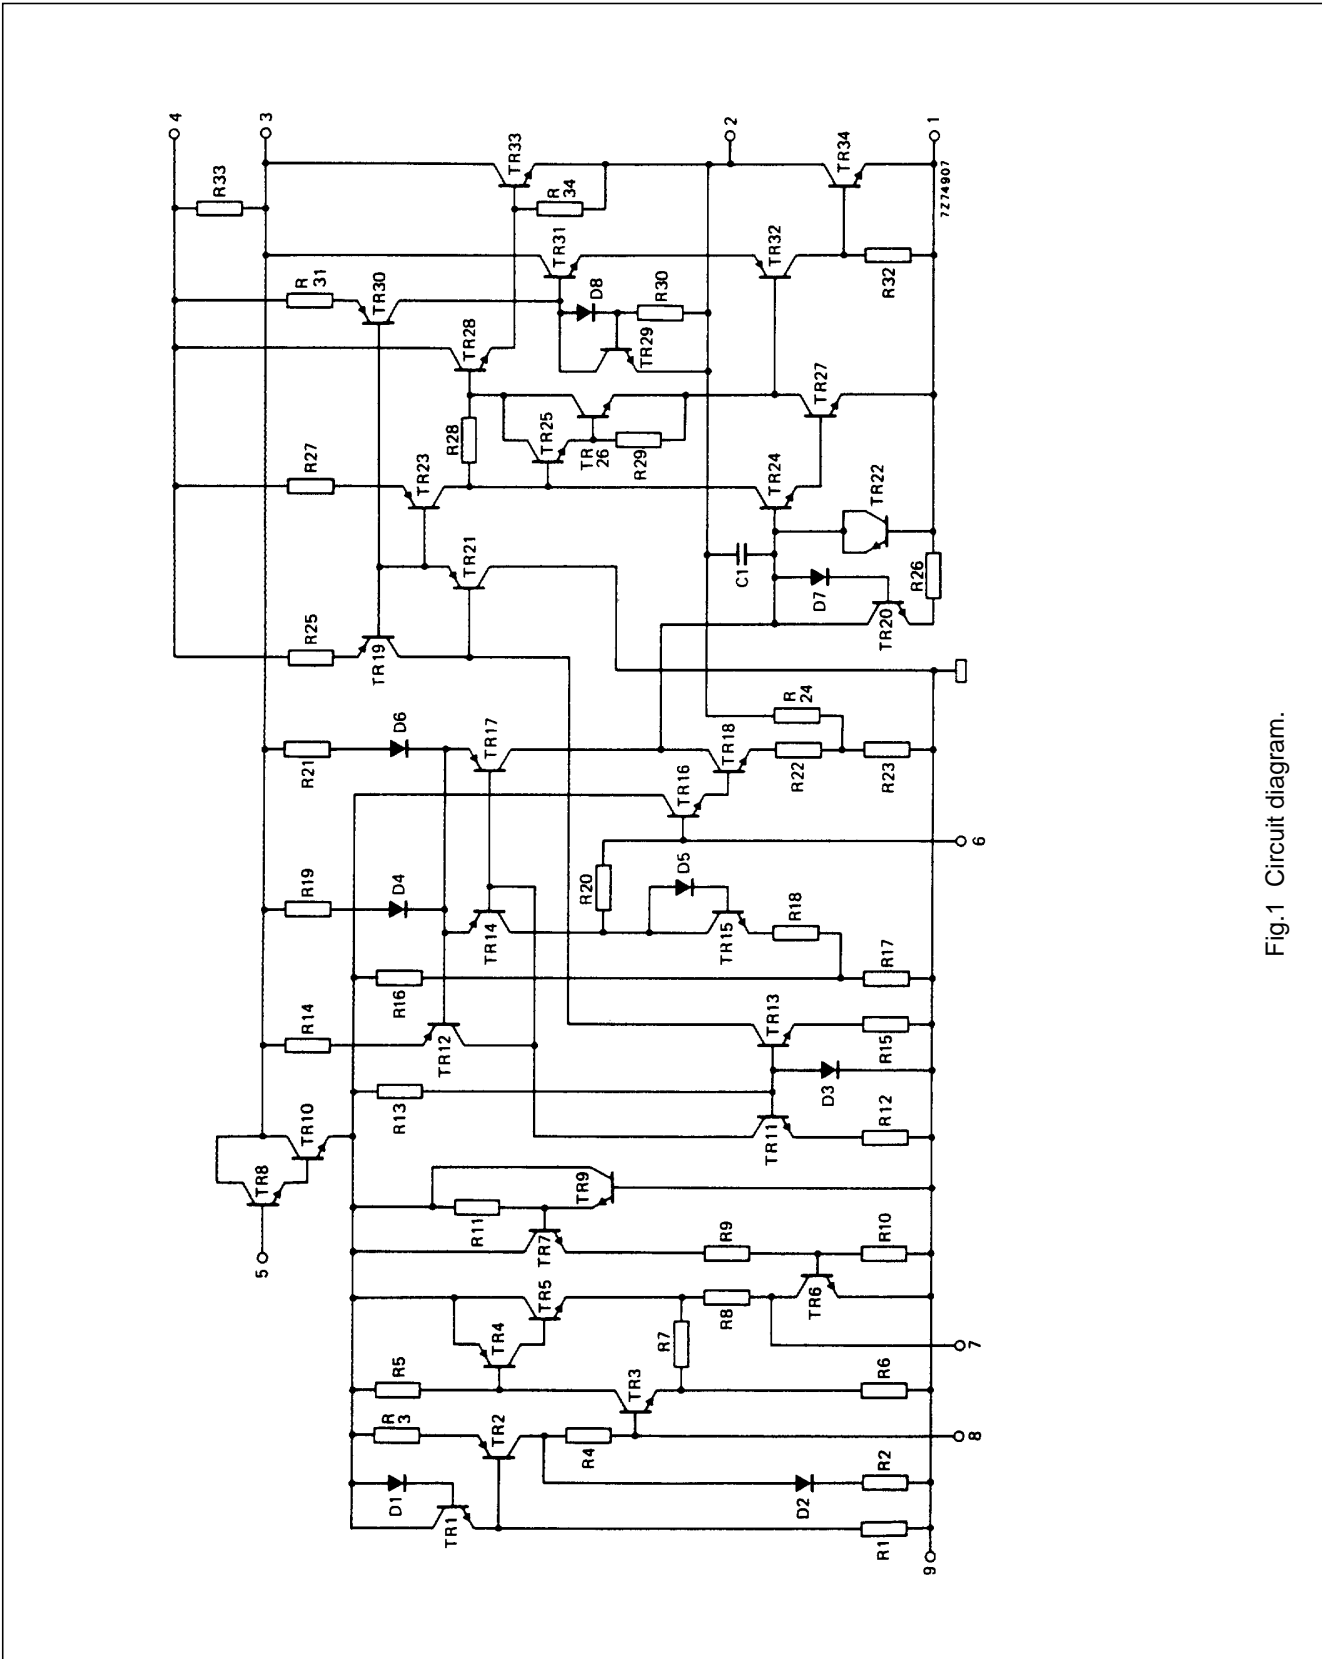 4
3
R33
TR33
R
34
2
TR34
1
7Z74907
R
31
TR30
TR31
D8
R30
TR29
TR32
R32
TR28
R27
TR23
R28
TR25
TR
26
R29
TR27
TR24
TR22
TR21
C1
D7
R26
TR20
R25
TR19
R
24
R21
D6
TR17
TR18
R22
R23
TR16
6
R19
D4
TR14
R20
D5
TR15
R18
R17
R16
R14
TR12
TR13
R15
R13
D3
TR11
R12
TR10
TR8
5
R11
TR9
TR7
R9
R10
TR5
TR4
R8
TR6
R7
7
R5
TR3
R6
R
3
TR2
R4
8
D1
TR1
D2
R2
R1
9
Fig.1 Circuit diagram.